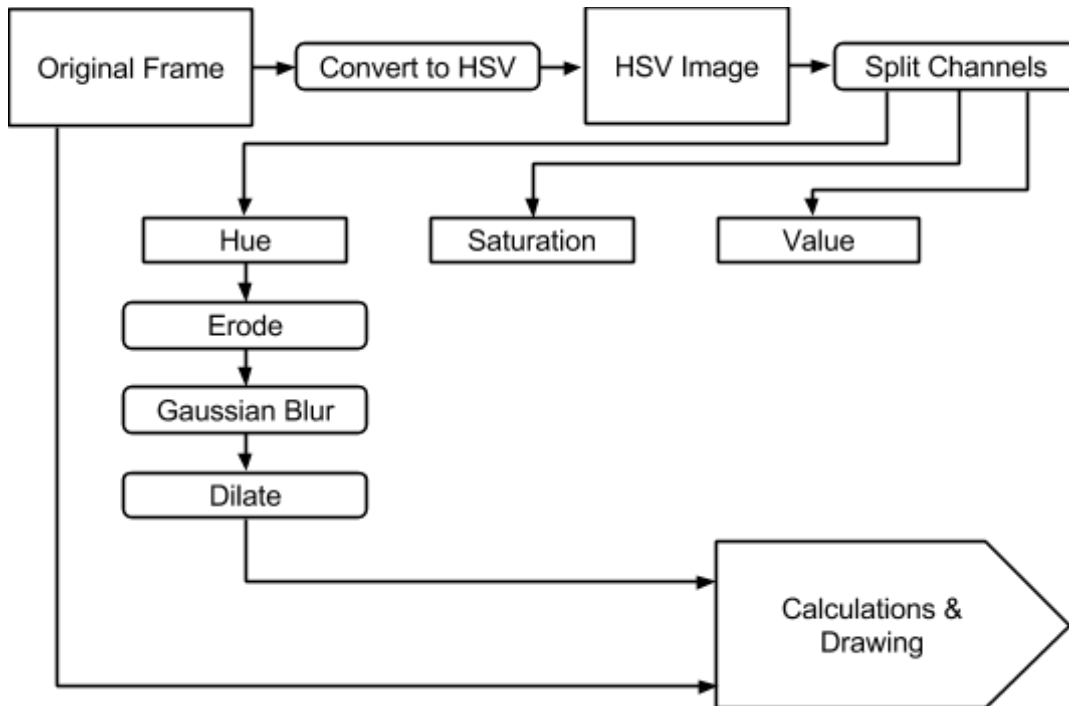 Original Frame
Convert to HSV
HSV Image
Split Channels
Hue
Saturation
Value
Erode
Gaussian Blur
Dilate
Calculations &
Drawing